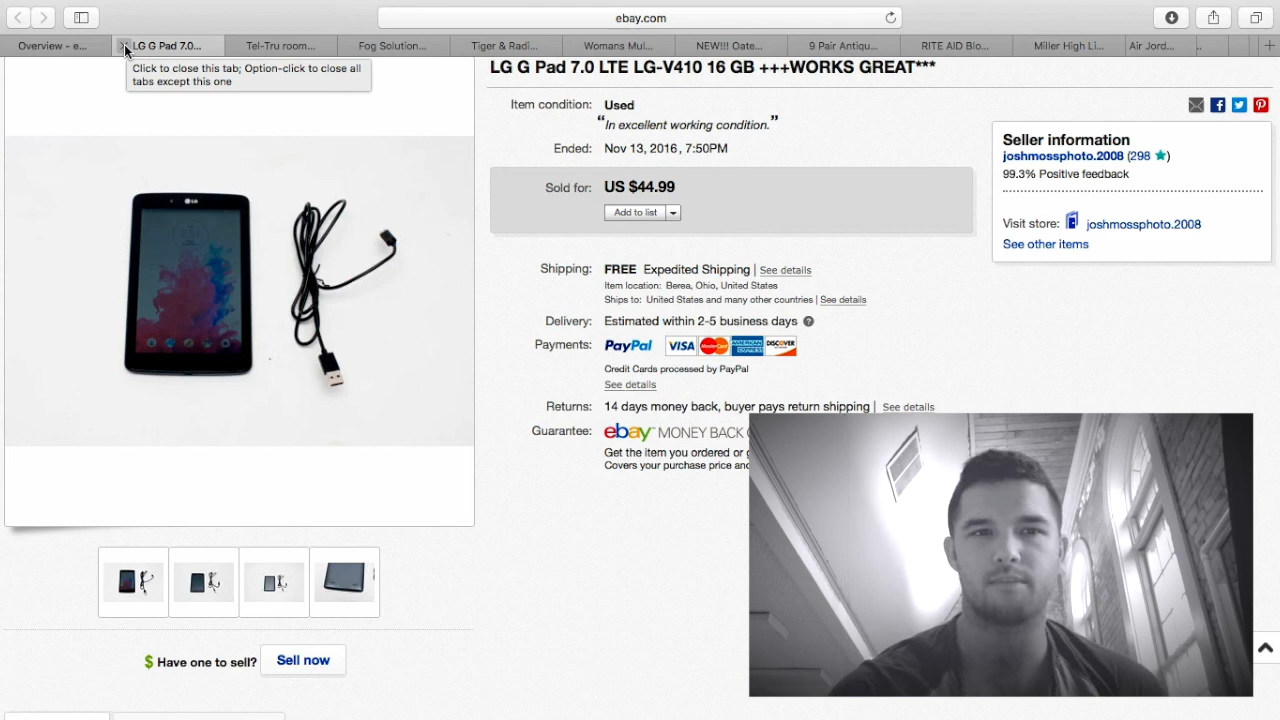 ebay.com
Overview - e...
LG G Pad 7.0...
Tel-Tru room...
Fog Solution...
Tiger & Radi...
Womans Mul...
NEW!!! Oate...
9 Pair Antiqu...
RITE AID Blo...
Miller High Li...
Air Jord...
Click to close this tab; Option-click to close all
tabs except this one
LG G Pad 7.0 LTE LG-V410 16 GB +++WORKS GREAT***
Item condition: Used
“In excellent working condition.”
Ended: Nov 13, 2016 , 7:50PM
Sold for: US $44.99
Add to list
Seller information
joshmossphoto.2008 (298 ★)
99.3% Positive feedback
Visit store: joshmossphoto.2008
See other items
LG
Shipping: FREE Expedited Shipping | See details
Item location: Berea, Ohio, United States
Ships to: United States and many other countries | See details
Delivery: Estimated within 2-5 business days ?
Payments: PayPal VISA MasterCard AMERICAN EXPRESS DISCOVER
Credit Cards processed by PayPal
See details
Returns: 14 days money back, buyer pays return shipping | See details
Guarantee: ebay MONEY BACK
Get the item you ordered or
Covers your purchase price and
$ Have one to sell? Sell now